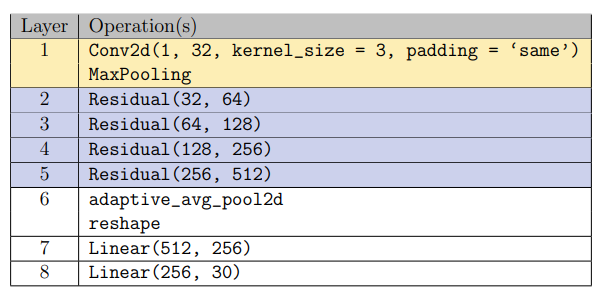 Layer Operation(s)
1 Conv2d(1, 32, kernel_size = 3, padding = ‘same’)
MaxPooling
2 Residual(32, 64)
3 Residual(64, 128)
4 Residual(128, 256)
5 Residual(256, 512)
6 adaptive_avg_pool2d
reshape
7 Linear(512, 256)
8 Linear(256, 30)